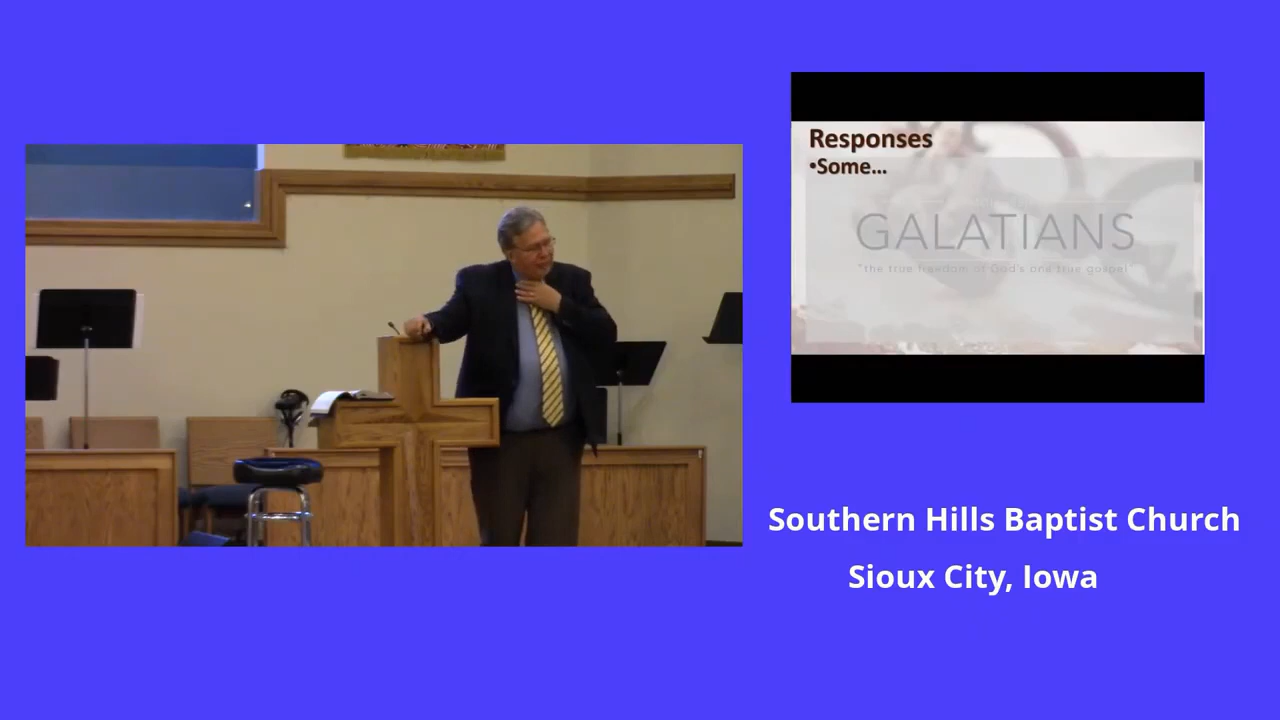 Responses
•Some...
GALATIANS
"the true freedom of God's one true gospel"
Southern Hills Baptist Church
Sioux City, Iowa